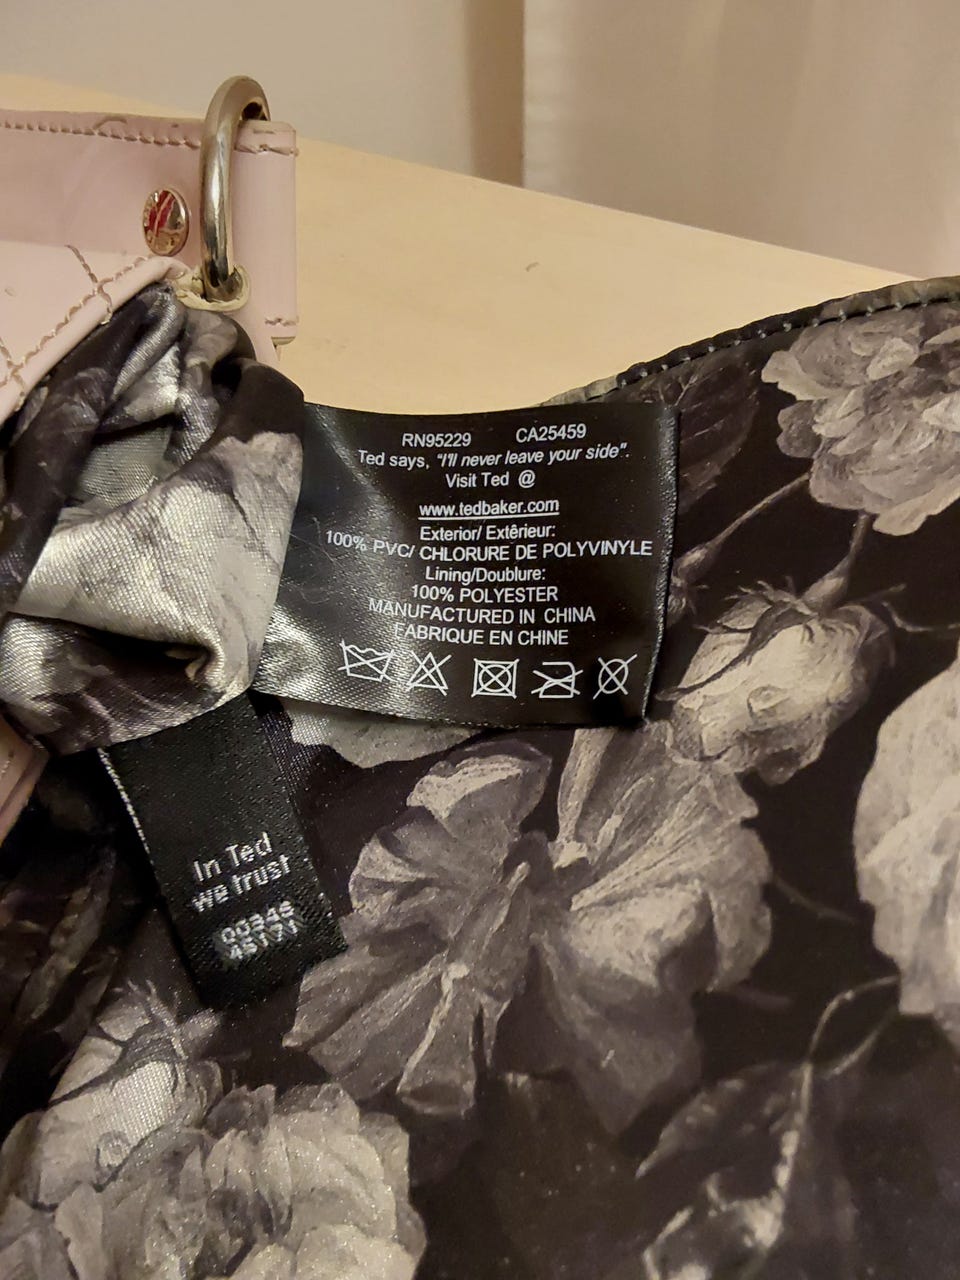 RN95229 CA25459
Ted says, "I'll never leave your side".
Visit Ted @
www.tedbaker.com
Exterior/ Extêrieur:
100% PVC/ CHLORURE DE POLYVINYLE
Lining/Doublure:
100% POLYESTER
MANUFACTURED IN CHINA
FABRIQUE EN CHINE
In Ted
we trust